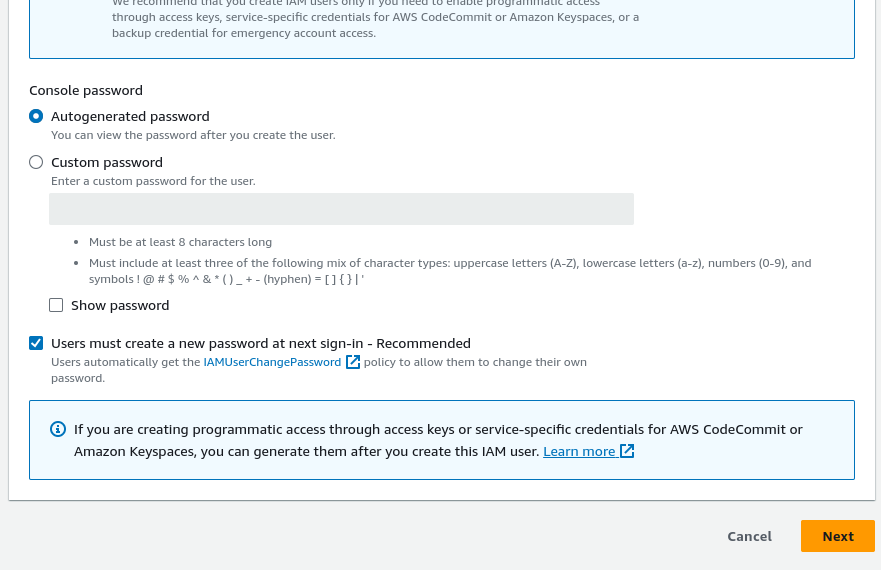 We recommend that you create IAM users only if you need to enable programmatic access
through access keys, service-specific credentials for AWS CodeCommit or Amazon Keyspaces, or a
backup credential for emergency account access.
Console password
Autogenerated password
You can view the password after you create the user.
Custom password
Enter a custom password for the user.
Must be at least 8 characters long
Must include at least three of the following mix of character types: uppercase letters (A-Z), lowercase letters (a-z), numbers (0-9), and
symbols ! @ # $ % ^ & * ( ) _ + - (hyphen) = [ ] { } | '
Show password
Users must create a new password at next sign-in - Recommended
Users automatically get the IAMUserChangePassword policy to allow them to change their own
password.
If you are creating programmatic access through access keys or service-specific credentials for AWS CodeCommit or
Amazon Keyspaces, you can generate them after you create this IAM user. Learn more
Cancel
Next